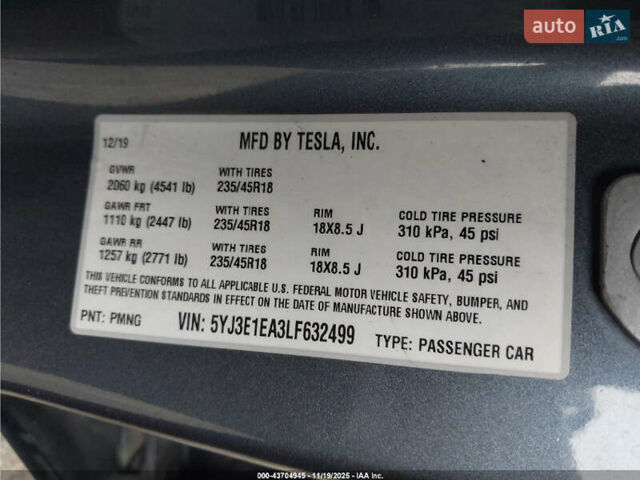 auto RIA
12/19
MFD BY TESLA, INC.
GVWR WITH TIRES
2060 kg (4541 lb) 235/45R18
GAWR FRT WITH TIRES RIM COLD TIRE PRESSURE
1110 kg (2447 lb) 235/45R18 18X8.5 J 310 kPa, 45 psi
GAWR RR WITH TIRES RIM COLD TIRE PRESSURE
1257 kg (2771 lb) 235/45R18 18X8.5 J 310 kPa, 45 psi
THIS VEHICLE CONFORMS TO ALL APPLICABLE U.S. FEDERAL MOTOR VEHICLE SAFETY, BUMPER, AND
THEFT PREVENTION STANDARDS IN EFFECT ON THE DATE OF MANUFACTURE SHOWN ABOVE.
PNT: PMNG VIN: 5YJ3E1EA3LF632499 TYPE: PASSENGER CAR
000-43704945 - 11/19/2025 - IAA Inc.